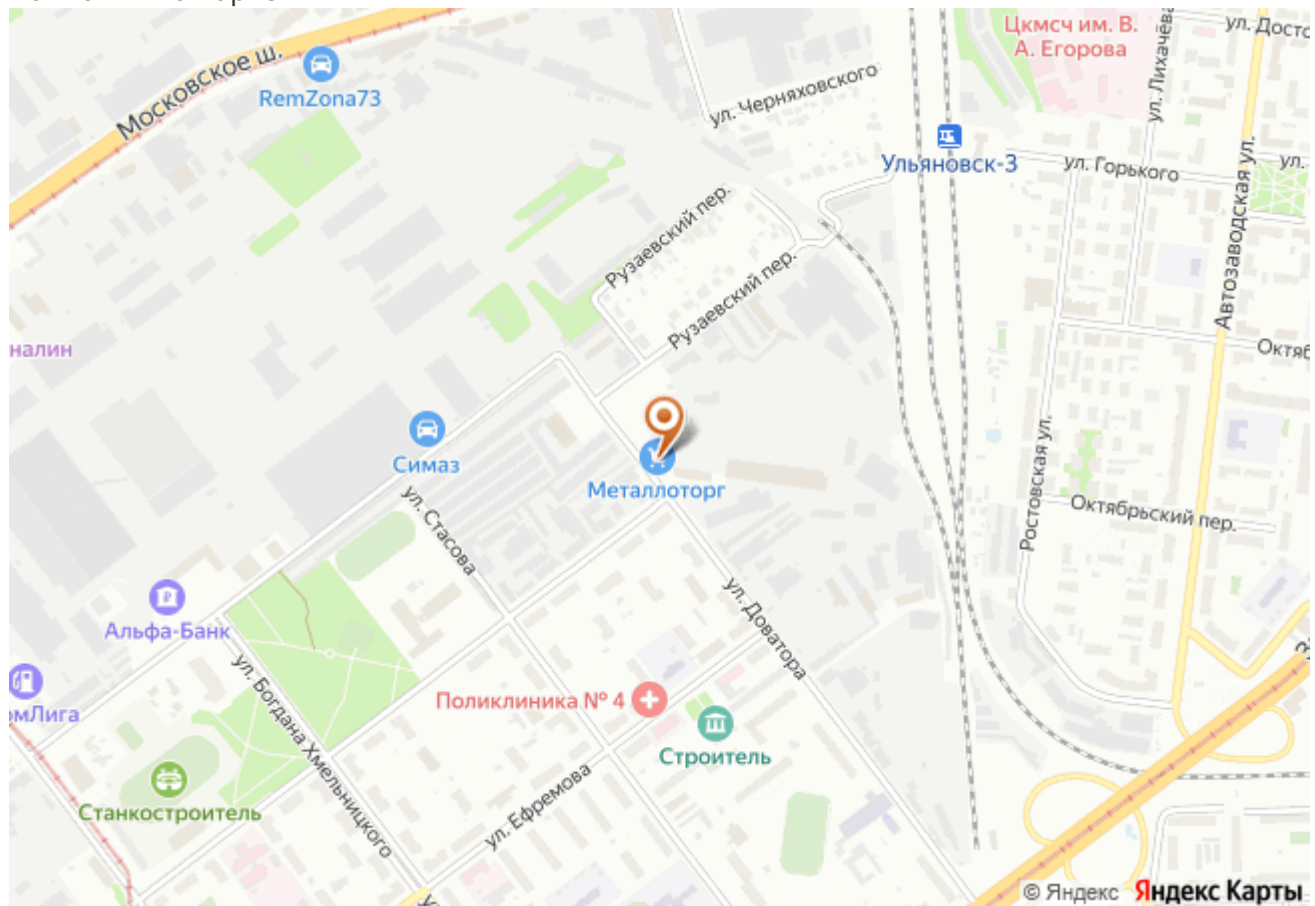 Московское ш.
RemZona73
Цкмсч им. В.
А. Егорова
ул. Лихачёва
ул. Черняховского
Ульяновск-3
ул. Горького
ул.
Автозаводская ул.
Рузаевский пер.
Рузаевский пер.
Симаз
Металлоторг
ул. Стасова
Ростовская ул.
Октябрьский пер.
Альфа-Банк
ул. Доватора
ул. Богдана Хмельницкого
Поликлиника № 4
Строитель
Станкостроитель
ул. Ефремова
© Яндекс Яндекс Карты